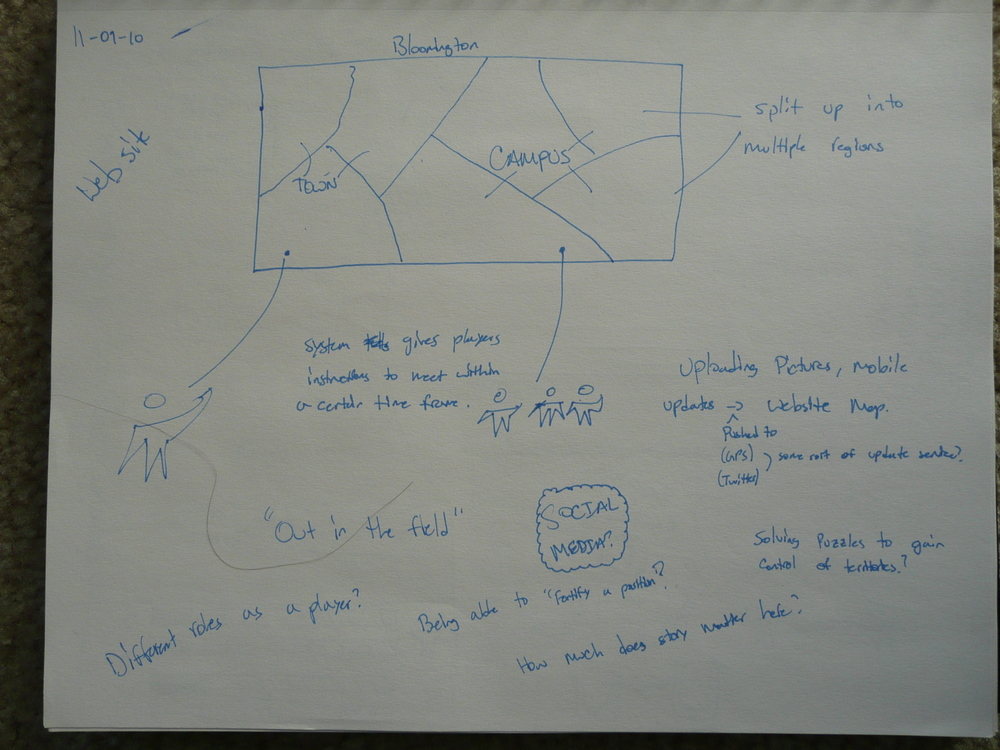 11-09-10
Bloomington
Web site
split up into
multiple regions
CAMPUS
TOWN
system gives players
instructions to meet within
a certain time frame.
Uploading Pictures, mobile
updates -> Website Map.
Pushed to
(GPS)
(Twitter)
some sort of update service?
"Out in the field"
SOCIAL
MEDIA?
Solving Puzzles to gain
control of territories?
Different roles as a player?
Being able to "fortify a position"?
How much does story matter here?